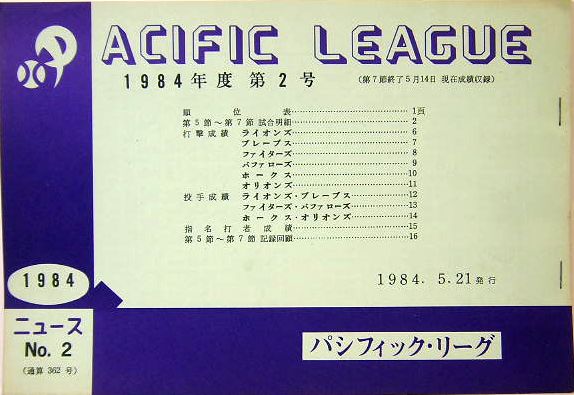 PACIFIC LEAGUE
1984年度 第2号
(第7節終了5月14日 現在成績収録)
順位表 1頁
第5節~第7節 試合明細 2
打撃成績 ライオンズ 6
ブレーブス 7
ファイターズ 8
バファローズ 9
ホークス 10
オリオンズ 11
投手成績 ライオンズ・ブレーブス 12
ファイターズ・バファローズ 13
ホークス・オリオンズ 14
指名打者成績 15
第5節~第7節 記録回顧 16
1984. 5.21発行
1984
ニュース
No. 2
(通算 362 号)
パシフィック・リーグ